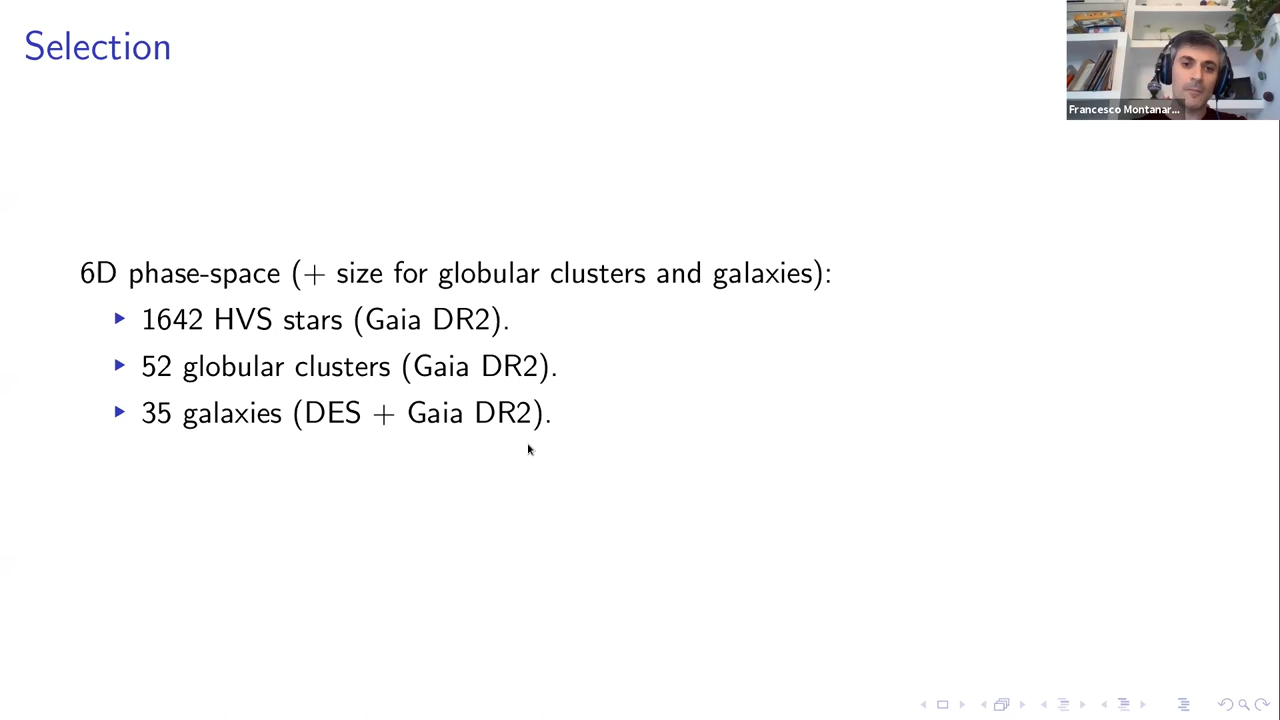 Selection
Francesco Montanar...
6D phase-space (+ size for globular clusters and galaxies):
1642 HVS stars (Gaia DR2).
52 globular clusters (Gaia DR2).
35 galaxies (DES + Gaia DR2).